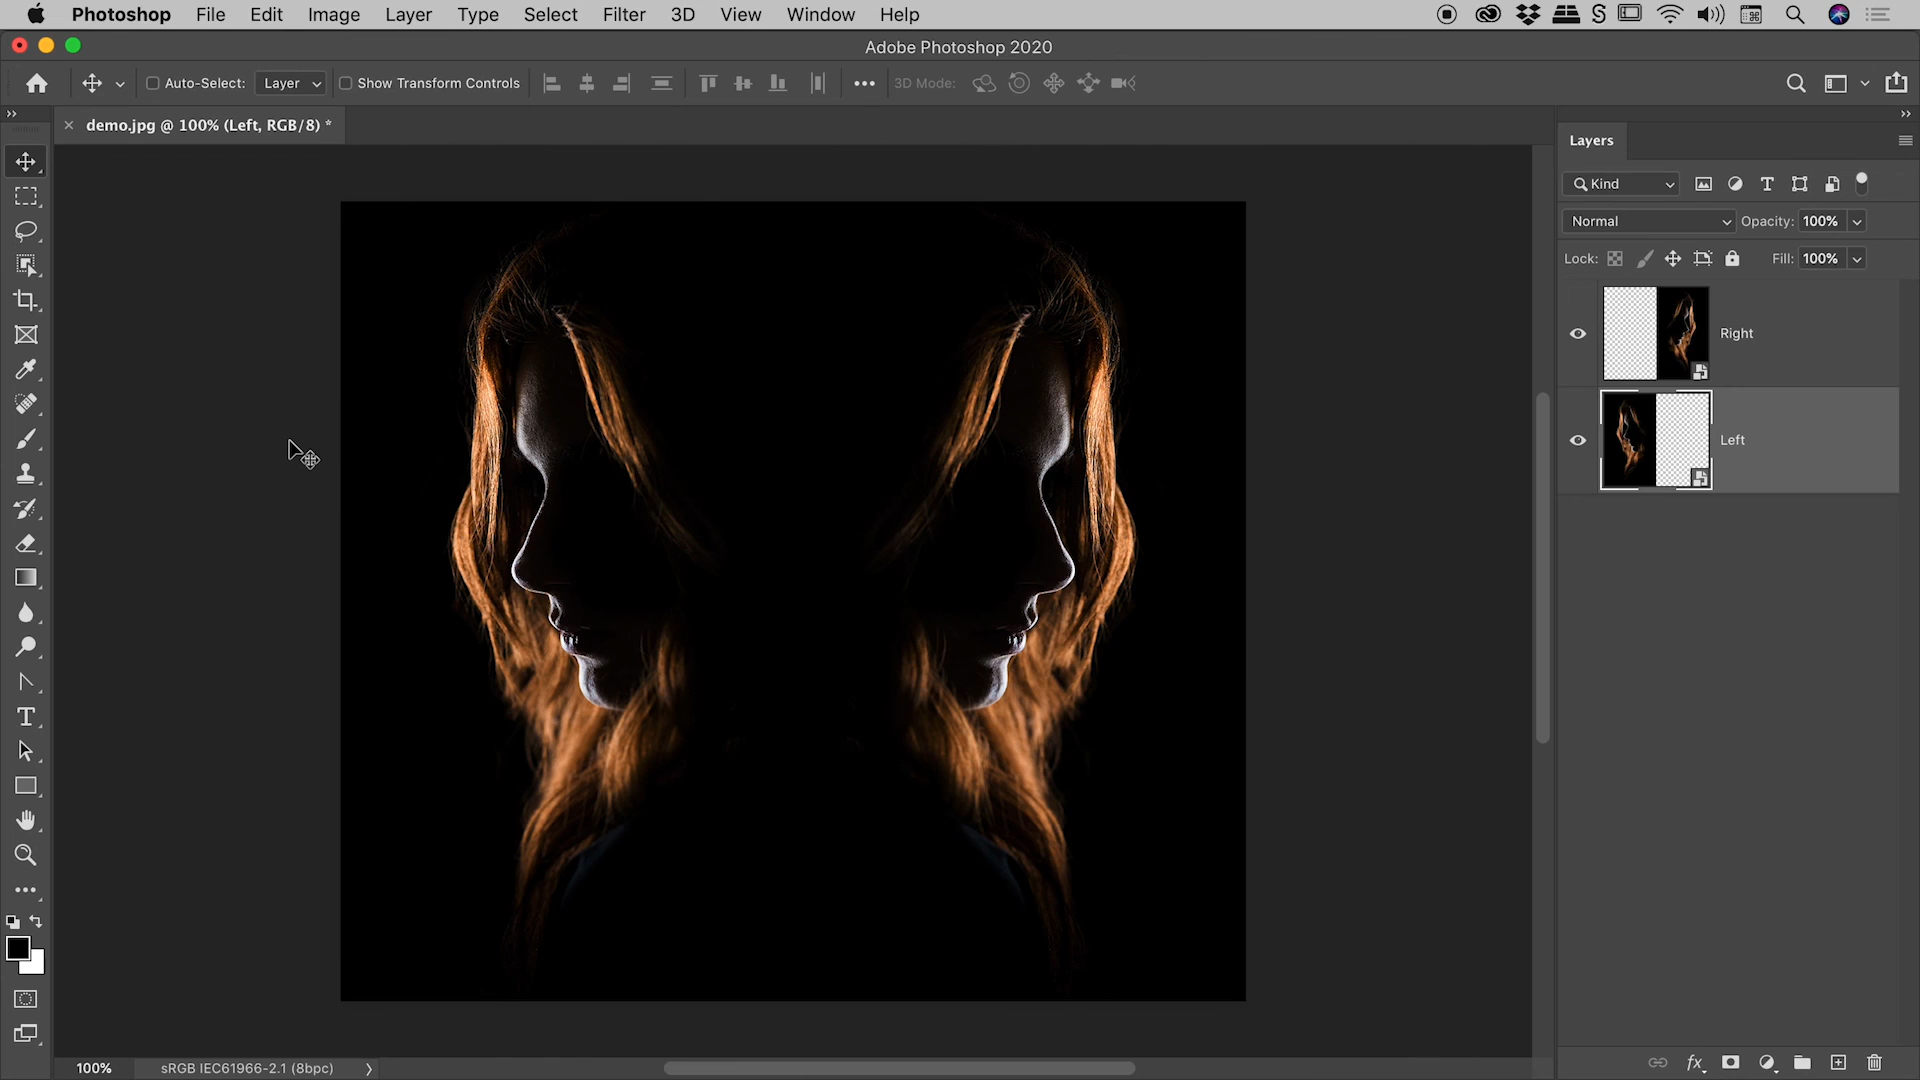 Photoshop File Edit Image Layer Type Select Filter 3D View Window Help
Adobe Photoshop 2020
Auto-Select: Layer Show Transform Controls 3D Mode:
demo.jpg @ 100% (Left, RGB/8) *
Layers
Kind
Normal Opacity: 100%
Lock: Fill: 100%
Right
Left
100% sRGB IEC61966-2.1 (8bpc)